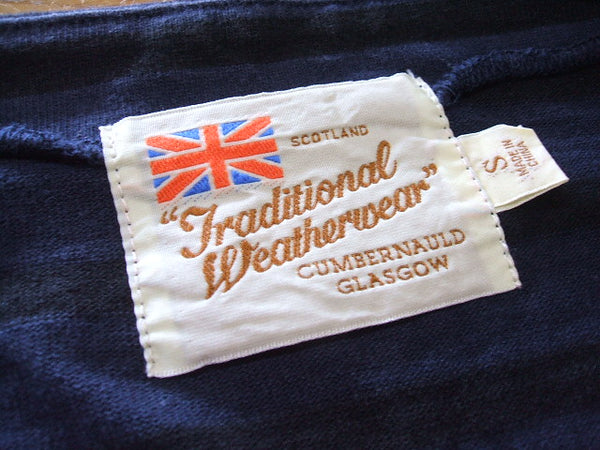 SCOTLAND
"Traditional
Weatherwear"
CUMBERNAULD
GLASGOW
S
MADE IN
CHINA